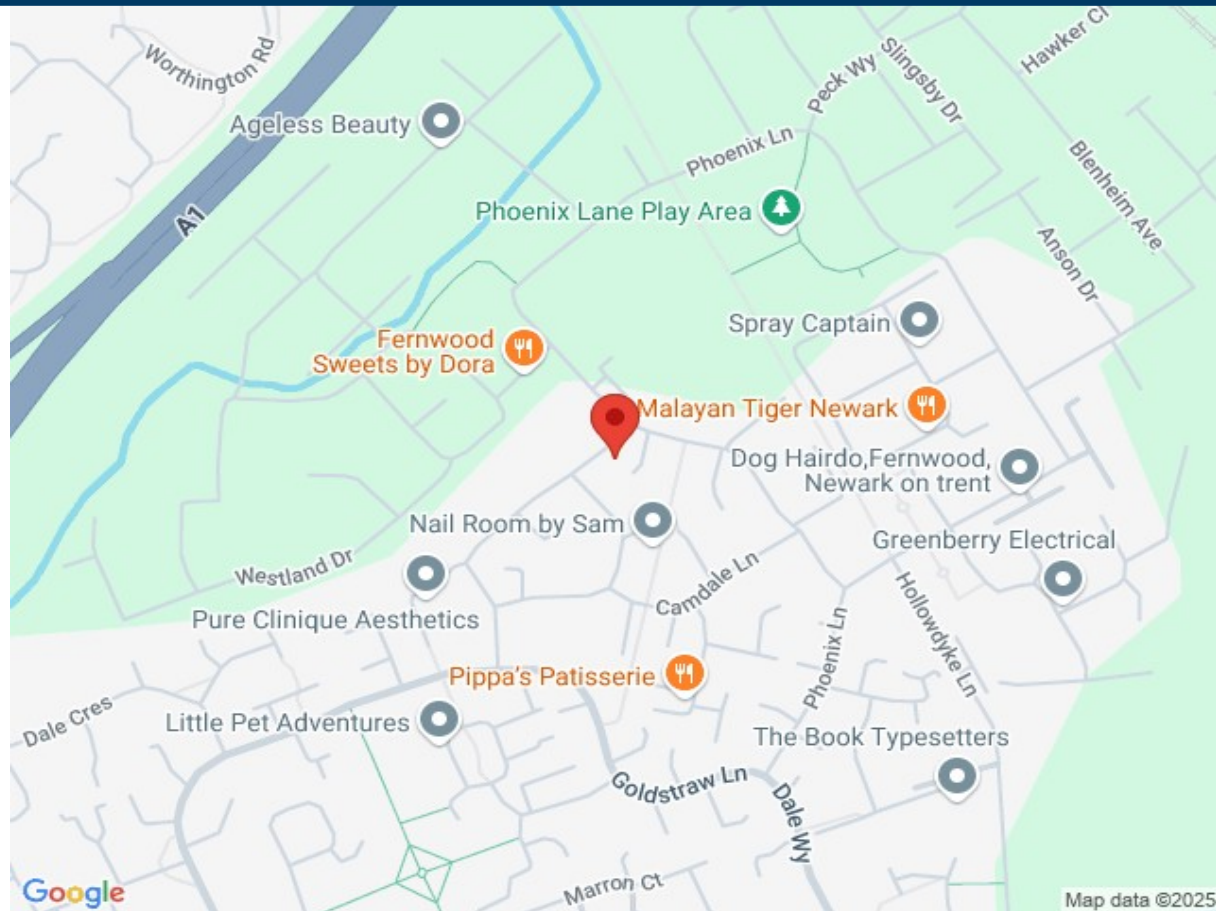 Worthington Rd
Ageless Beauty
A1
Peck Wy
Slingsby Dr
Hawker Cl
Phoenix Ln
Blenheim Ave
Phoenix Lane Play Area
Anson Dr
Spray Captain
Fernwood
Sweets by Dora
Malayan Tiger Newark
Dog Hairdo,Fernwood,
Newark on trent
Nail Room by Sam
Greenberry Electrical
Westland Dr
Camdale Ln
Pure Clinique Aesthetics
Hollowdyke Ln
Phoenix Ln
Pippa's Patisserie
Dale Cres
Little Pet Adventures
The Book Typesetters
Goldstraw Ln
Dale Wy
Marron Ct
Google
Map data ©2025